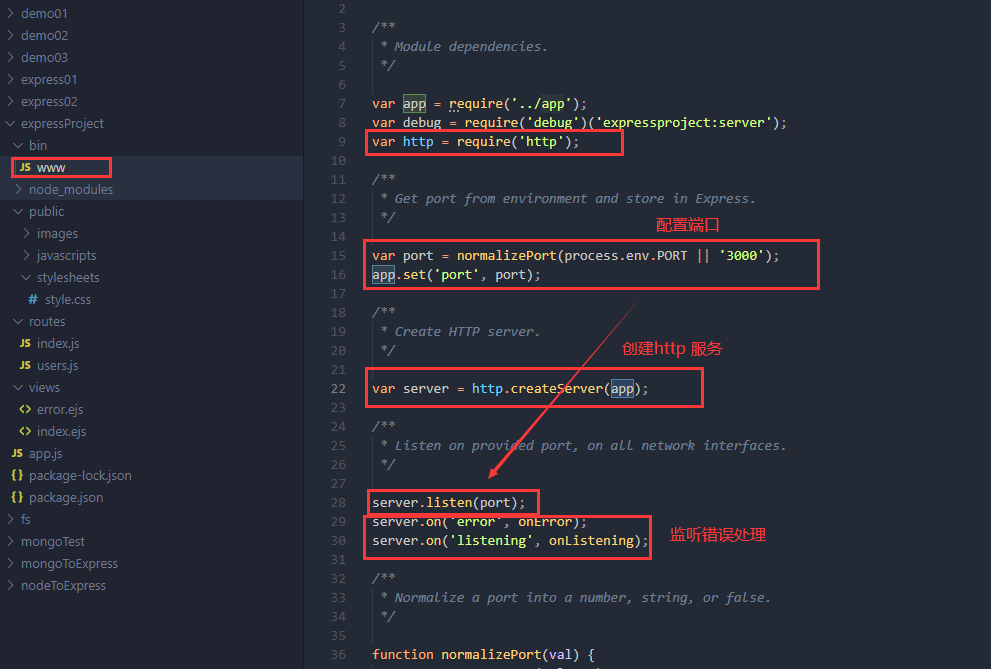 demo01
demo02
demo03
express01
express02
expressProject
bin
JS www
node_modules
public
images
javascripts
stylesheets
# style.css
routes
JS index.js
JS users.js
views
<> error.ejs
<> index.ejs
JS app.js
{} package-lock.json
{} package.json
fs
mongoTest
mongoToExpress
nodeToExpress
2
3 /**
4 * Module dependencies.
5 */
6
7 var app = require('../app');
8 var debug = require('debug')('expressproject:server');
9 var http = require('http');
10
11 /**
12 * Get port from environment and store in Express.
13 */
配置端口
14
15 var port = normalizePort(process.env.PORT || '3000');
16 app.set('port', port);
17
18 /**
19 * Create HTTP server.
20 */
创建http 服务
21
22 var server = http.createServer(app);
23
24 /**
25 * Listen on provided port, on all network interfaces.
26 */
27
28 server.listen(port);
29 server.on('error', onError);
30 server.on('listening', onListening);
监听错误处理
31
32 /**
33 * Normalize a port into a number, string, or false.
34 */
35
36 function normalizePort(val) {